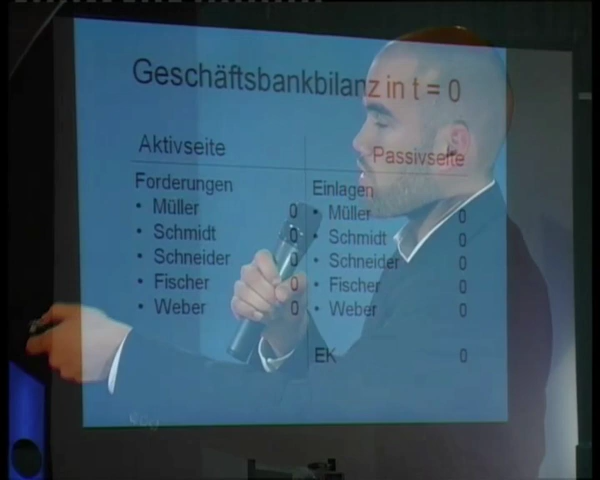 Geschäftsbankbilanz in t = 0
Aktivseite Passivseite
Forderungen Einlagen
• Müller 0 • Müller 0
• Schmidt 0 • Schmidt 0
• Schneider 0 • Schneider 0
• Fischer 0 • Fischer 0
• Weber 0 • Weber 0
EK 0